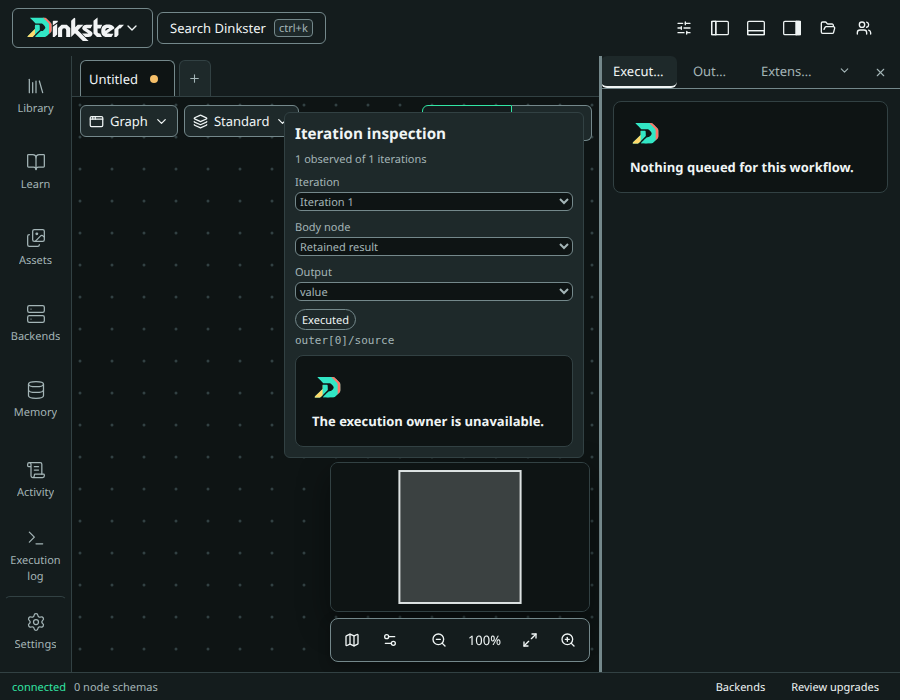 Dinkster
Search Dinkster ctrl+k
Library
Learn
Assets
Backends
Memory
Activity
Execution
log
Settings
Untitled
+
Graph
Standard
Iteration inspection
1 observed of 1 iterations
Iteration
Iteration 1
Body node
Retained result
Output
value
Executed
outer[0]/source
The execution owner is unavailable.
100%
Execut...
Out...
Extens...
Nothing queued for this workflow.
connected
0 node schemas
Backends
Review upgrades